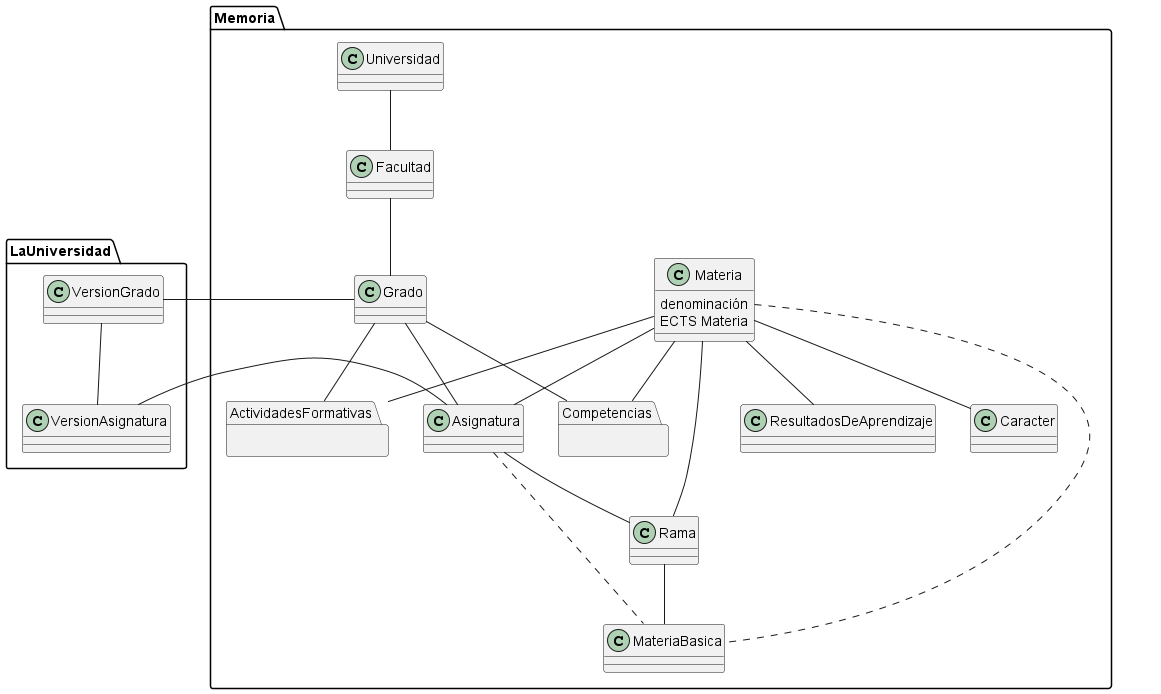 Memoria
C Universidad
C Facultad
LaUniversidad
C VersionGrado
C Grado
C Materia
denominación
ECTS Materia
C VersionAsignatura
ActividadesFormativas
C Asignatura
Competencias
C ResultadosDeAprendizaje
C Caracter
C Rama
C MateriaBasica